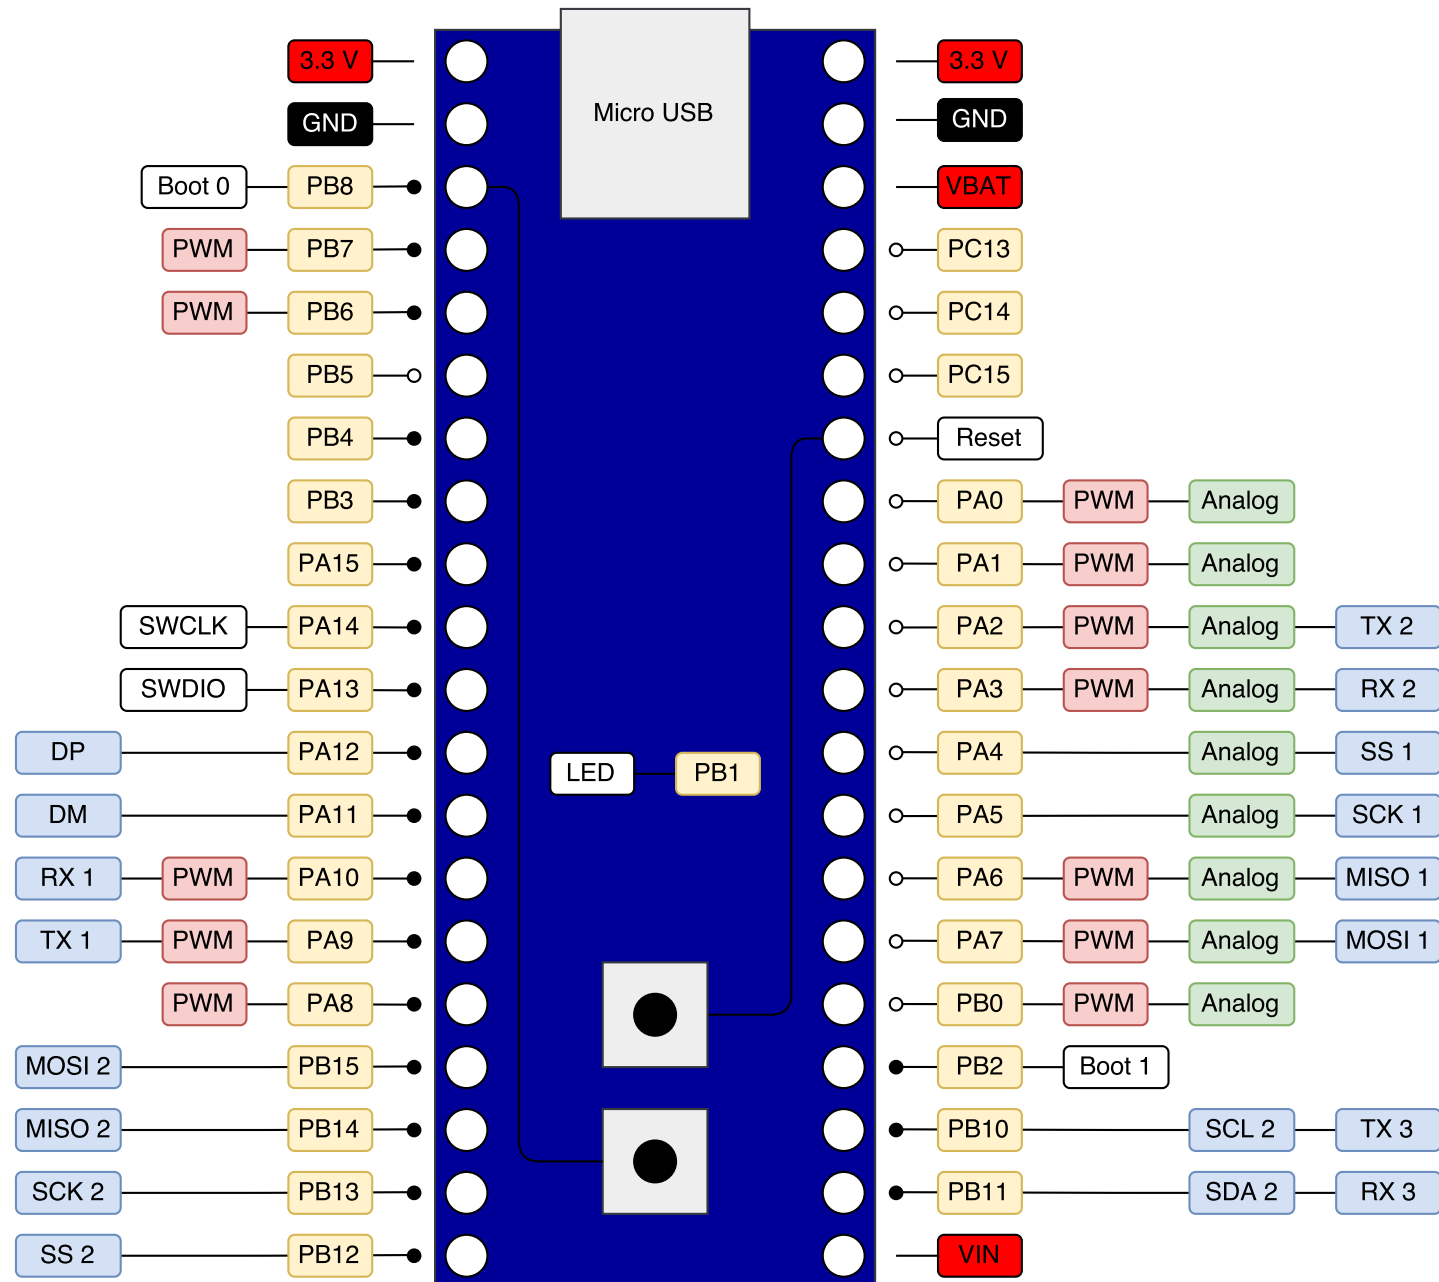 3.3 V 3.3 V
Micro USB
GND GND
Boot 0 PB8 VBAT
PWM PB7 PC13
PWM PB6 PC14
PB5 PC15
PB4 Reset
PB3 PA0 PWM Analog
PA15 PA1 PWM Analog
SWCLK PA14 PA2 PWM Analog TX 2
SWDIO PA13 PA3 PWM Analog RX 2
DP PA12 PA4 Analog SS 1
LED PB1
DM PA11 PA5 Analog SCK 1
RX 1 PWM PA10 PA6 PWM Analog MISO 1
TX 1 PWM PA9 PA7 PWM Analog MOSI 1
PWM PA8 PB0 PWM Analog
MOSI 2 PB15 PB2 Boot 1
MISO 2 PB14 PB10 SCL 2 TX 3
SCK 2 PB13 PB11 SDA 2 RX 3
SS 2 PB12 VIN